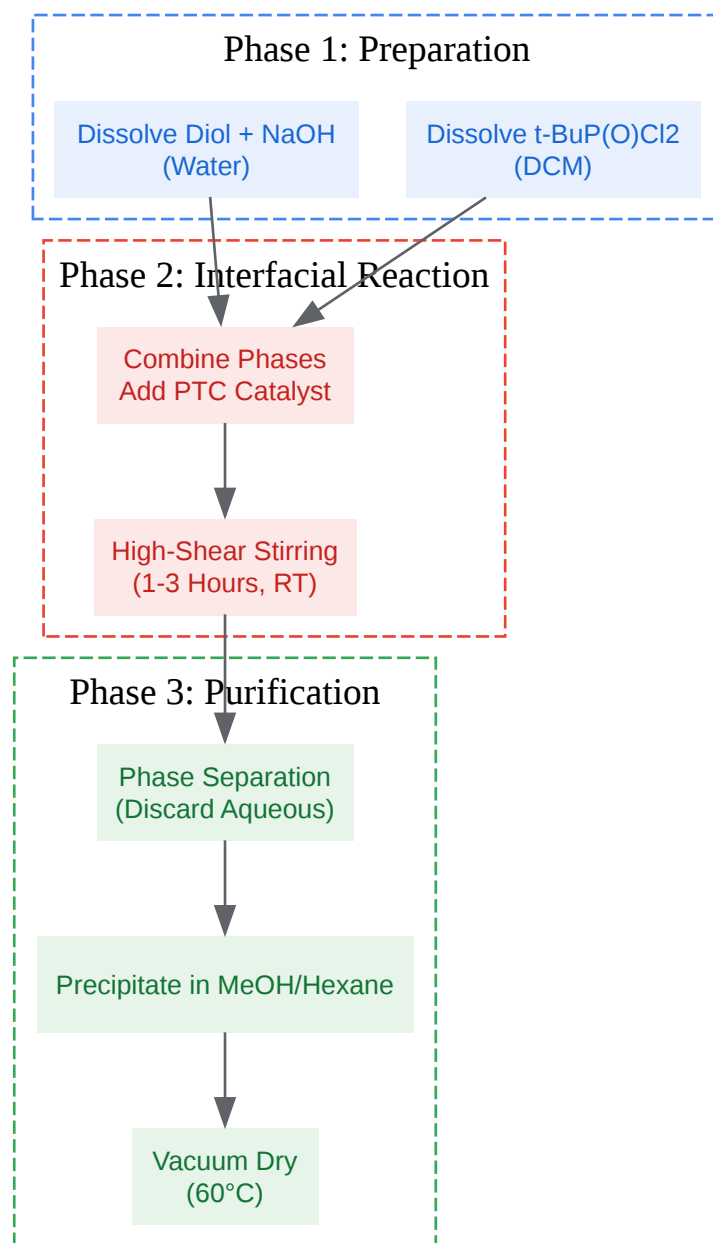 Phase 1: Preparation
Dissolve Diol + NaOH
(Water)
Dissolve t-BuP(O)Cl2
(DCM)
Phase 2: Interfacial Reaction
Combine Phases
Add PTC Catalyst
High-Shear Stirring
(1-3 Hours, RT)
Phase 3: Purification
Phase Separation
(Discard Aqueous)
Precipitate in MeOH/Hexane
Vacuum Dry
(60°C)